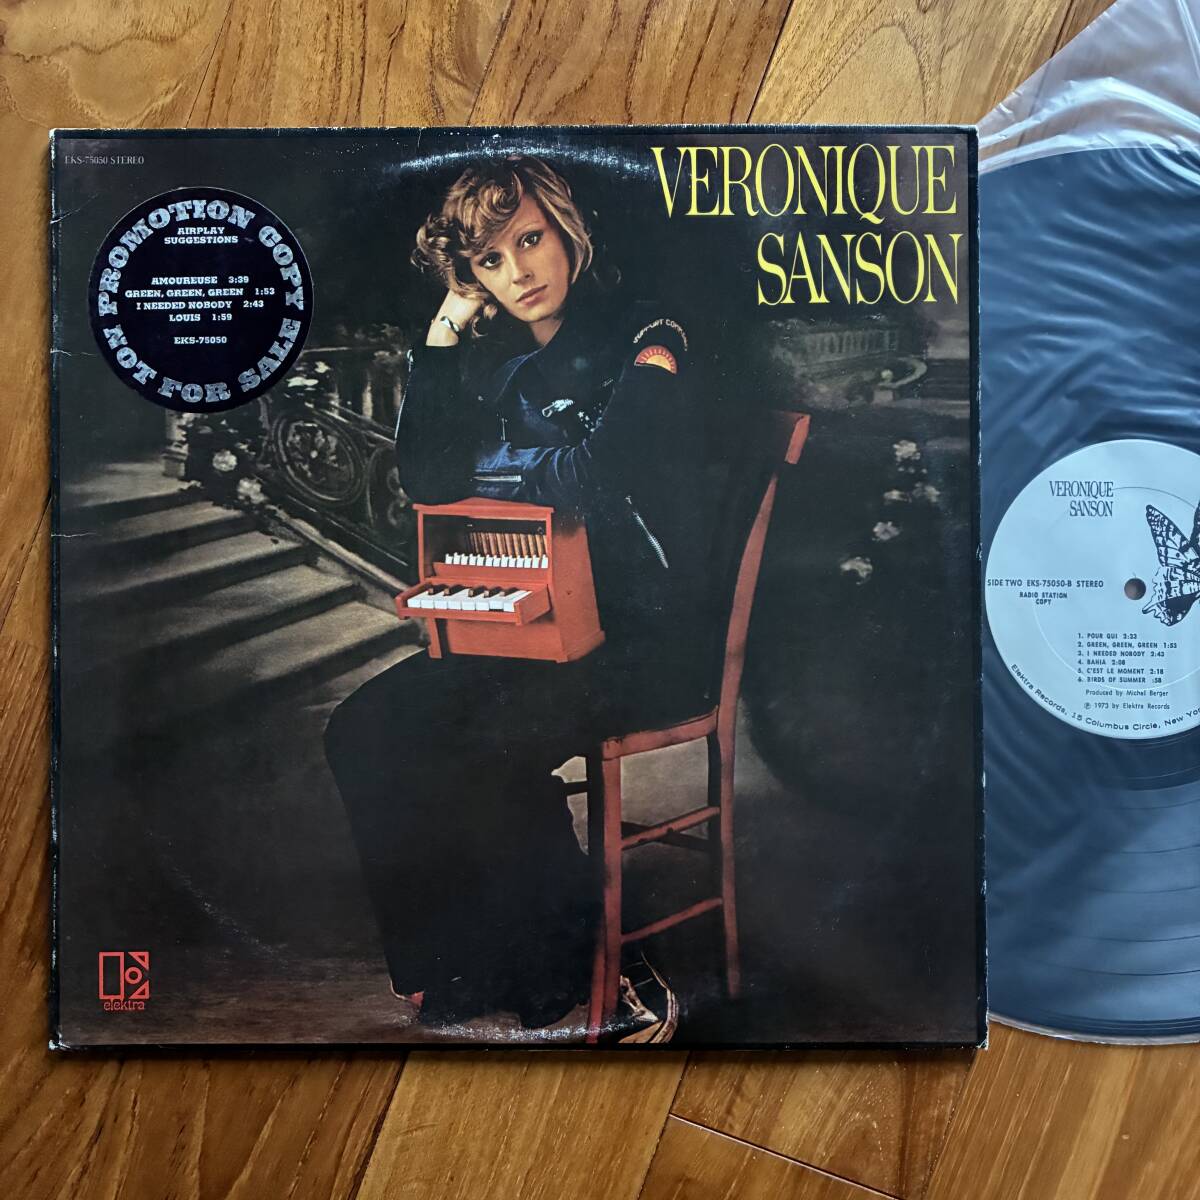 EKS-75050 STEREO
PROMOTION COPY
NOT FOR SALE
AIRPLAY
SUGGESTIONS
AMOUREUSE 3:39
GREEN, GREEN, GREEN 1:53
I NEEDED NOBODY 2:43
LOUIS 1:59
EKS-75050
VERONIQUE
SANSON
elektra
VERONIQUE
SANSON
SIDE TWO EKS-75050-B STEREO
RADIO STATION
COPY
1. POUR QUI 2:33
2. GREEN, GREEN, GREEN 1:53
3. I NEEDED NOBODY 2:43
4. BAHIA 2:08
5. C'EST LE MOMENT 2:18
6. BIRDS OF SUMMER :58
Produced by Michel Berger
℗ 1973 by Elektra Records
Elektra Records, 15 Columbus Circle, New Yor